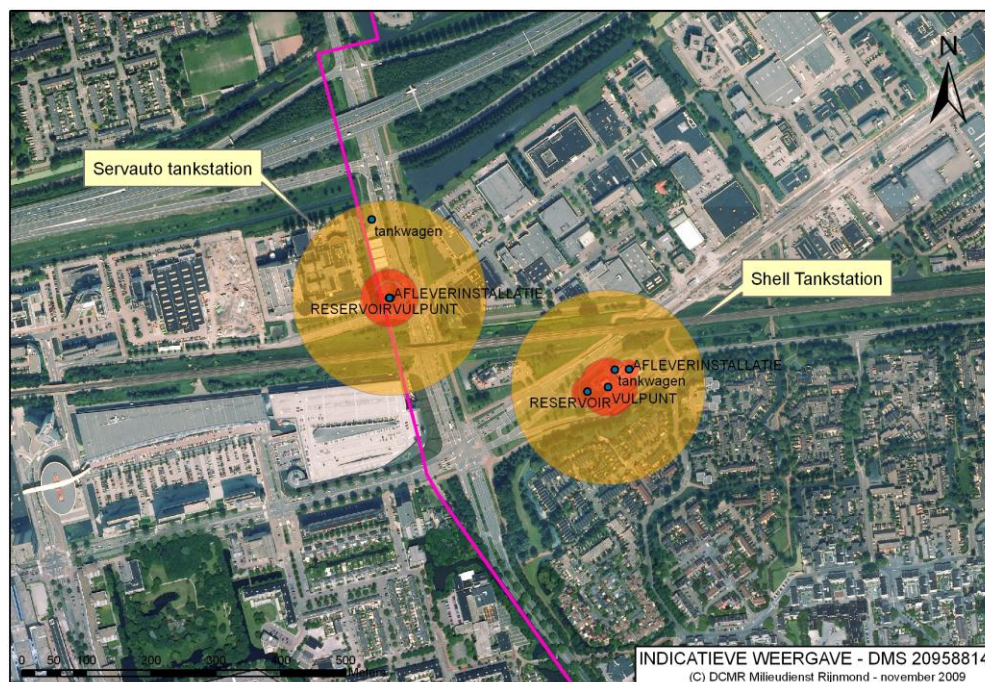 N
Servauto tankstation
tankwagen
AFLEVERINSTALLATIE
RESERVOIRVULPUNT
Shell Tankstation
AFLEVERINSTALLATIE
tankwagen
RESERVOIR VULPUNT
0 50 100 200 300 400 500
Meters
INDICATIEVE WEERGAVE - DMS 20958814
(C) DCMR Milieudienst Rijnmond - november 2009